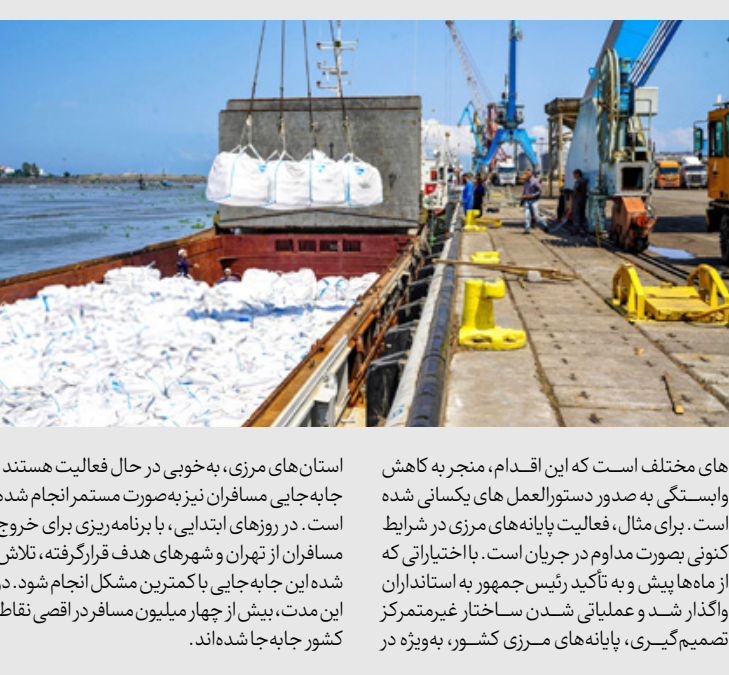 های مختلف است که این اقدام، منجر به کاهش
وابستگی به صدور دستورالعمل های یکسانی شده
است. برای مثال، فعالیت پایانه‌های مرزی در شرایط
کنونی بصورت مداوم در جریان است. با اختیاراتی که
از ماه‌ها پیش و به تأکید رئیس‌جمهور به استانداران
واگذار شد و عملیاتی شدن ساختار غیرمتمرکز
تصمیم‌گیری، پایانه‌های مرزی کشور، به‌ویژه در
استان‌های مرزی، به‌خوبی در حال فعالیت هستند
جابه‌جایی مسافران نیز به‌صورت مستمر انجام شده
است. در روزهای ابتدایی، با برنامه‌ریزی برای خروج
مسافران از تهران و شهرهای هدف قرارگرفته، تلاش
شده این جابه‌جایی با کمترین مشکل انجام شود. در
این مدت، بیش از چهار میلیون مسافر در اقصی نقاط
کشور جابه‌جا شده‌اند.